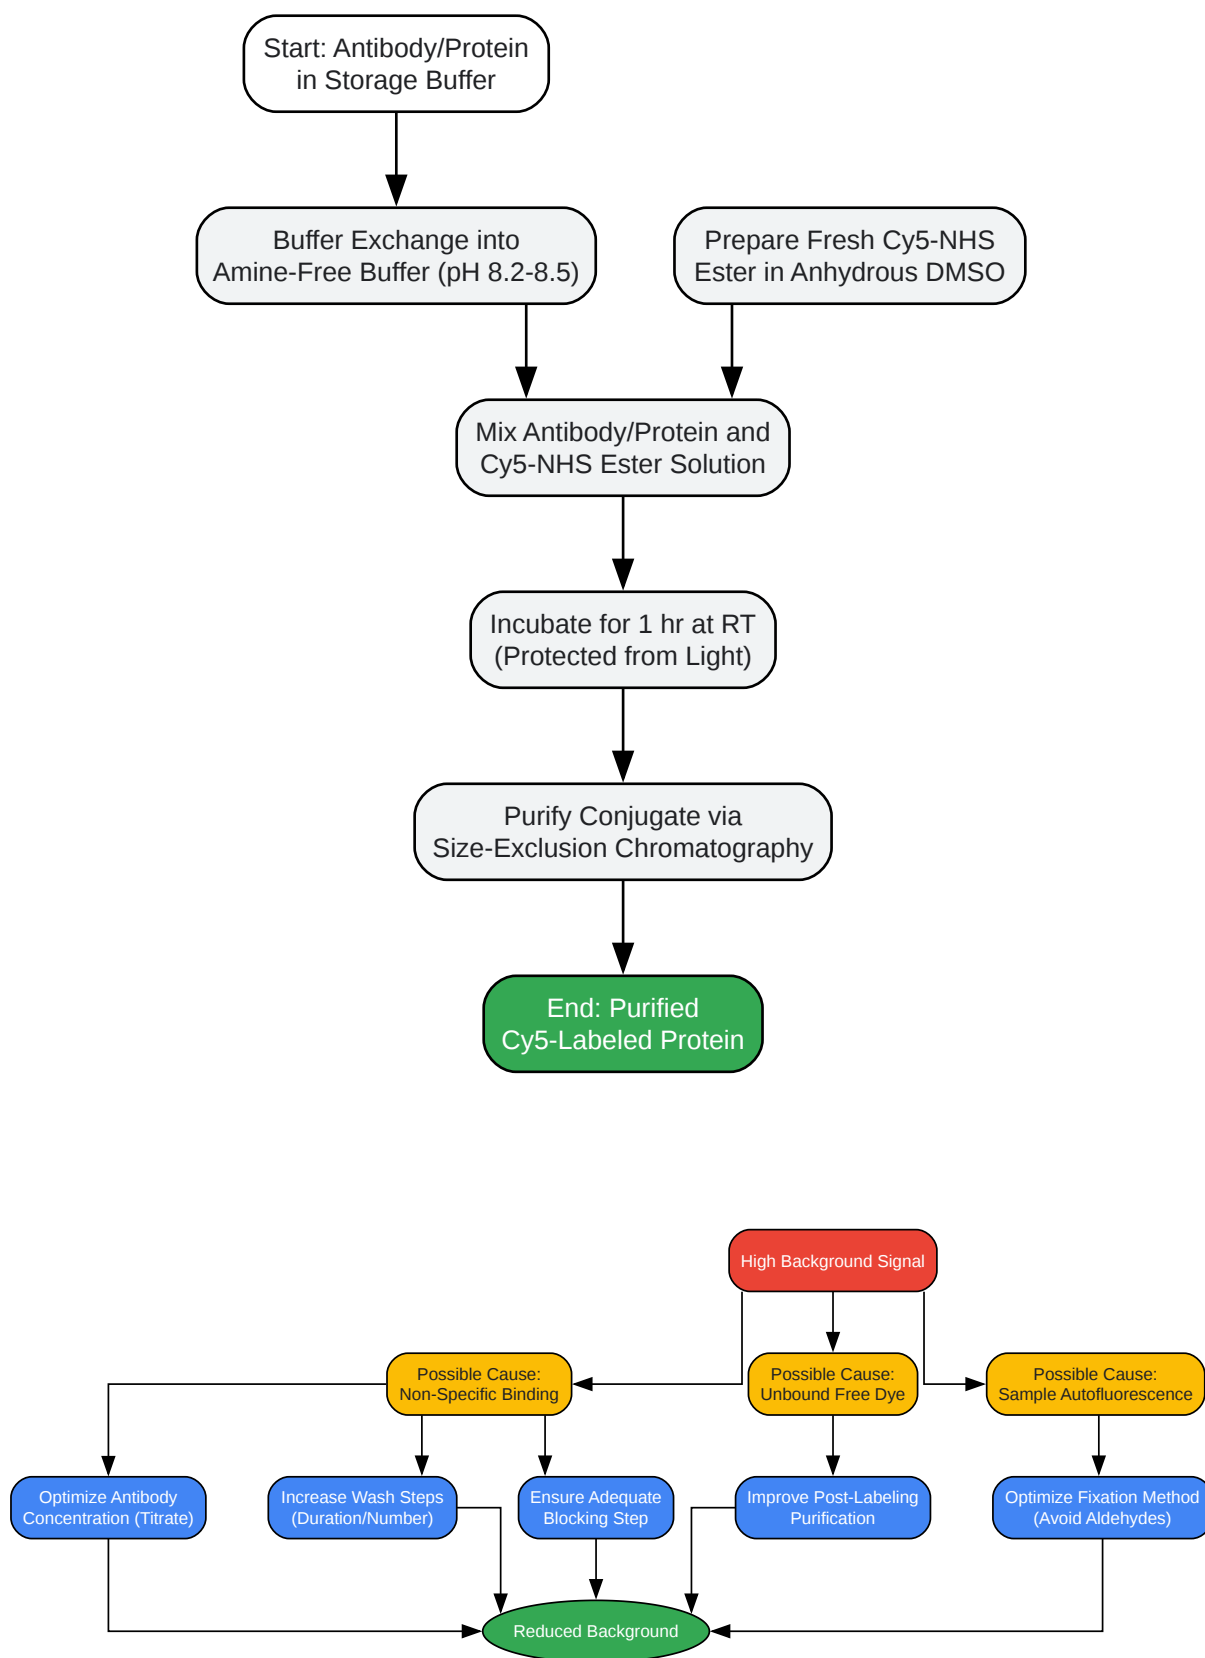 Start: Antibody/Protein
in Storage Buffer
Buffer Exchange into
Amine-Free Buffer (pH 8.2-8.5)
Prepare Fresh Cy5-NHS
Ester in Anhydrous DMSO
Mix Antibody/Protein and
Cy5-NHS Ester Solution
Incubate for 1 hr at RT
(Protected from Light)
Purify Conjugate via
Size-Exclusion Chromatography
End: Purified
Cy5-Labeled Protein
High Background Signal
Possible Cause:
Non-Specific Binding
Possible Cause:
Unbound Free Dye
Possible Cause:
Sample Autofluorescence
Optimize Antibody
Concentration (Titrate)
Increase Wash Steps
(Duration/Number)
Ensure Adequate
Blocking Step
Improve Post-Labeling
Purification
Optimize Fixation Method
(Avoid Aldehydes)
Reduced Background